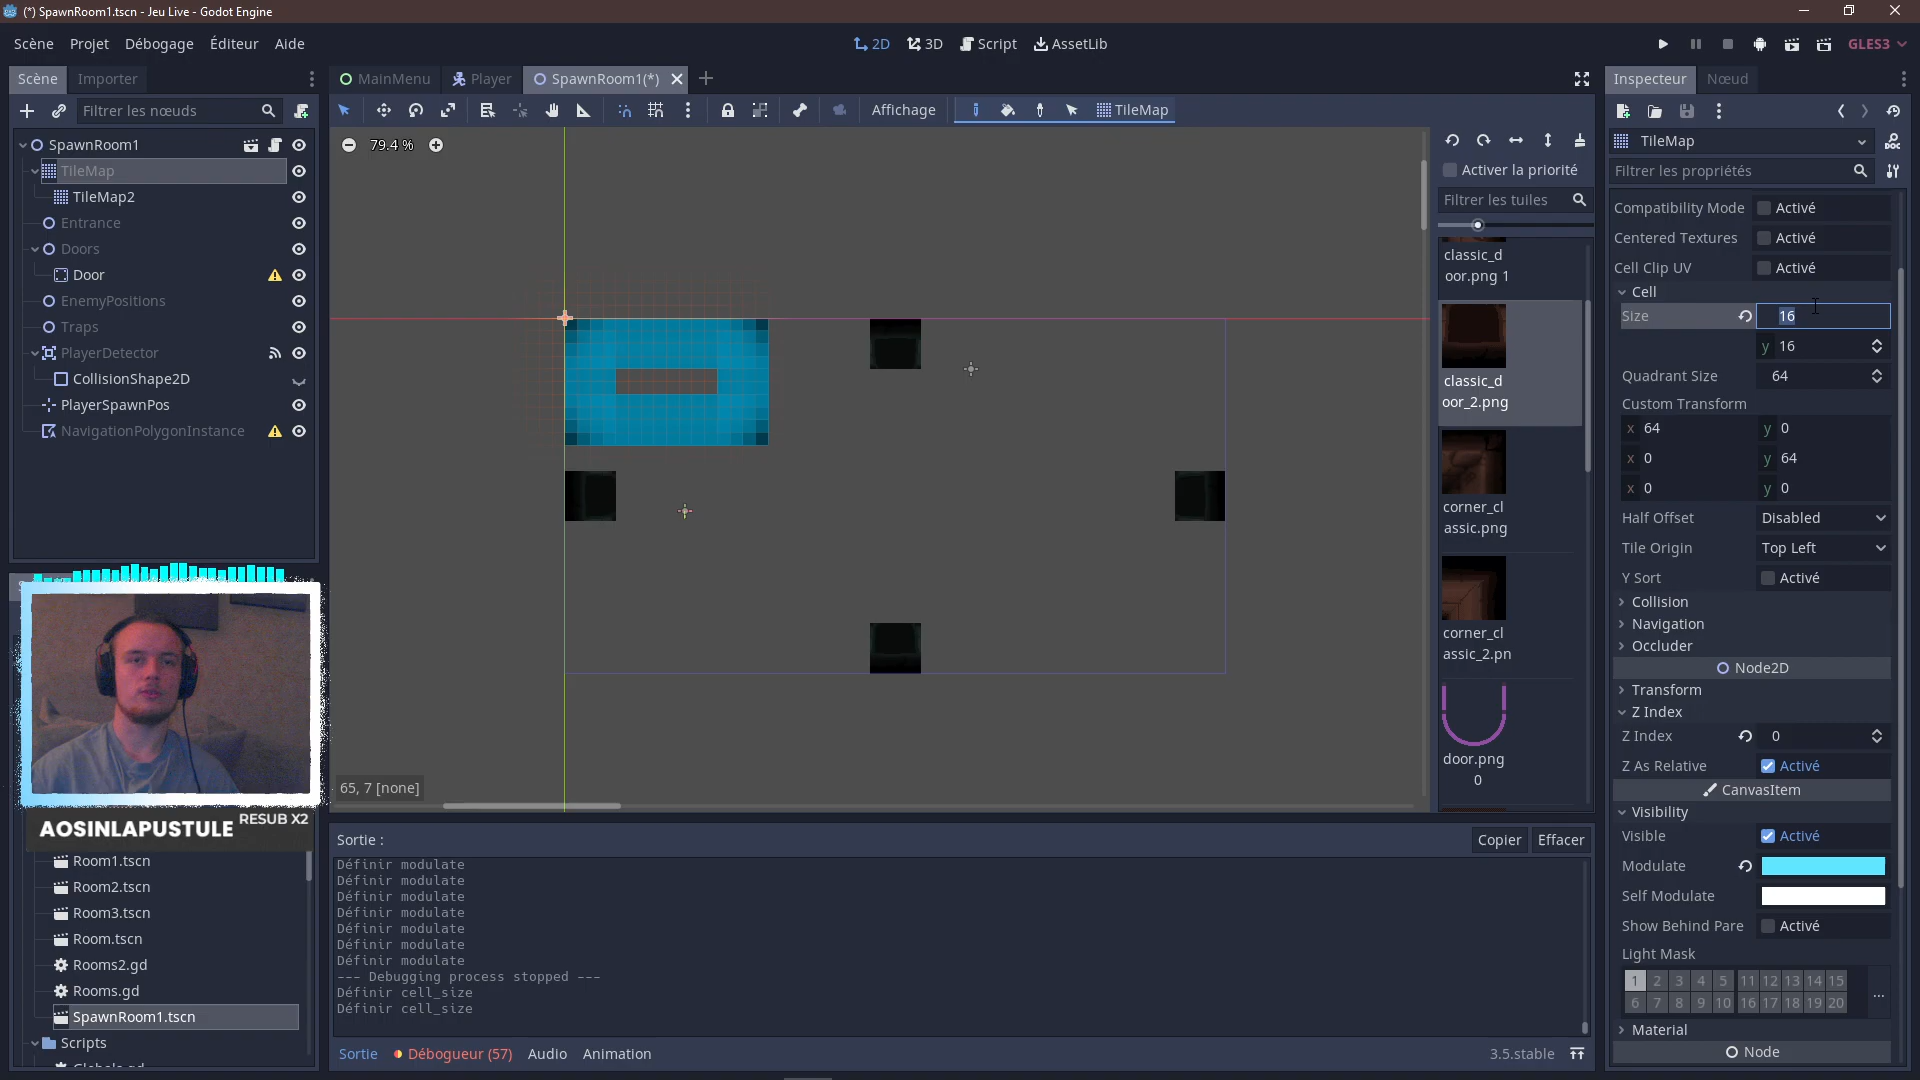 (*) SpawnRoom1.tscn - Jeu Live - Godot Engine
Scène Projet Débogage Éditeur Aide
2D 3D Script AssetLib
GLES3
Scène Importer
Filtrer les nœuds
SpawnRoom1
TileMap
TileMap2
Entrance
Doors
Door
EnemyPositions
Traps
PlayerDetector
CollisionShape2D
PlayerSpawnPos
NavigationPolygonInstance
AOSINLAPUSTULE RESUB X2
Room1.tscn
Room2.tscn
Room3.tscn
Room.tscn
Rooms2.gd
Rooms.gd
SpawnRoom1.tscn
Scripts
MainMenu Player SpawnRoom1(*)
Affichage TileMap
79.4 %
65, 7 [none]
Activer la priorité
Filtrer les tuiles
classic_d
oor.png 1
classic_d
oor_2.png
corner_cl
assic.png
corner_cl
assic_2.pn
door.png
0
Sortie :
Copier Effacer
Définir modulate
Définir modulate
Définir modulate
Définir modulate
Définir modulate
Définir modulate
Définir modulate
--- Debugging process stopped ---
Définir cell_size
Définir cell_size
Sortie Débogueur (57) Audio Animation
3.5.stable
Inspecteur Nœud
TileMap
Filtrer les propriétés
Compatibility Mode Activé
Centered Textures Activé
Cell Clip UV Activé
Cell
Size 16
y 16
Quadrant Size 64
Custom Transform
x 64 y 0
x 0 y 64
x 0 y 0
Half Offset Disabled
Tile Origin Top Left
Y Sort Activé
Collision
Navigation
Occluder
Node2D
Transform
Z Index
Z Index 0
Z As Relative Activé
CanvasItem
Visibility
Visible Activé
Modulate
Self Modulate
Show Behind Pare Activé
Light Mask
1 2 3 4 5 11 12 13 14 15
6 7 8 9 10 16 17 18 19 20
...
Material
Node